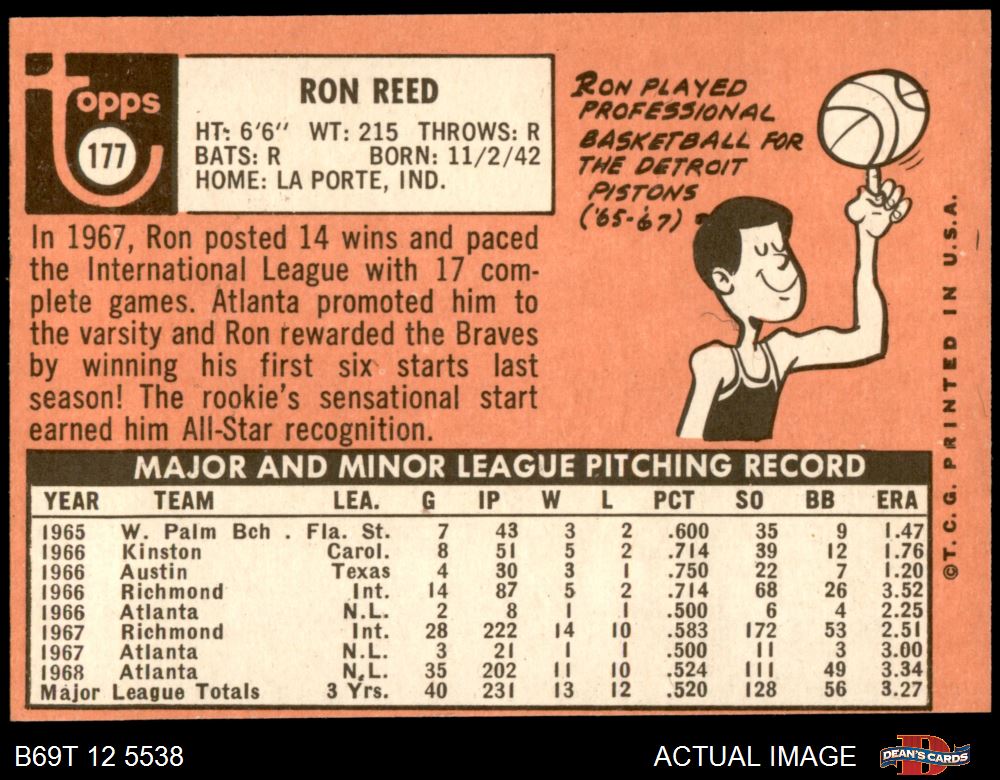 Topps
177
RON REED
HT: 6'6" WT: 215 THROWS: R
BATS: R BORN: 11/2/42
HOME: LA PORTE, IND.
RON PLAYED
PROFESSIONAL
BASKETBALL FOR
THE DETROIT
PISTONS
('65-'67)
In 1967, Ron posted 14 wins and paced
the International League with 17 com-
plete games. Atlanta promoted him to
the varsity and Ron rewarded the Braves
by winning his first six starts last
season! The rookie's sensational start
earned him All-Star recognition.
MAJOR AND MINOR LEAGUE PITCHING RECORD
YEAR TEAM LEA. G IP W L PCT SO BB ERA
1965 W. Palm Bch . Fla. St. 7 43 3 2 .600 35 9 1.47
1966 Kinston Carol. 8 51 5 2 .714 39 12 1.76
1966 Austin Texas 4 30 3 1 .750 22 7 1.20
1966 Richmond Int. 14 87 5 2 .714 68 26 3.52
1966 Atlanta N.L. 2 8 1 1 .500 6 4 2.25
1967 Richmond Int. 28 222 14 10 .583 172 53 2.51
1967 Atlanta N.L. 3 21 1 1 .500 11 3 3.00
1968 Atlanta N.L. 35 202 11 10 .524 111 49 3.34
Major League Totals 3 Yrs. 40 231 13 12 .520 128 56 3.27
©T.C.G. PRINTED IN U.S.A.
B69T 12 5538
ACTUAL IMAGE
DEAN'S CARDS